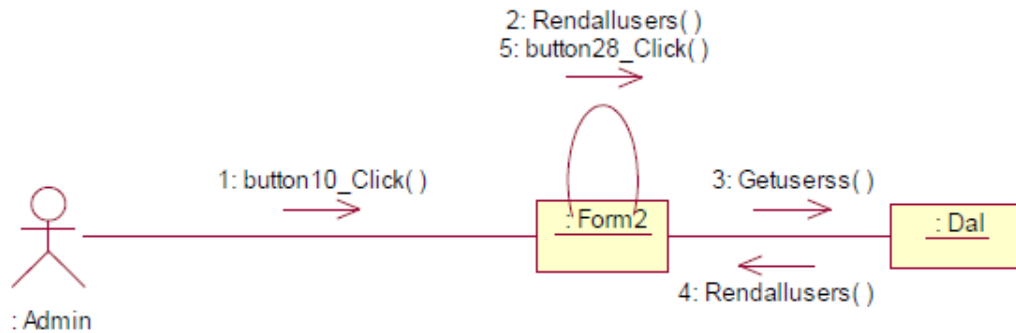 2: Rendallusers( )
5: button28_Click( )
1: button10_Click( )
3: Getuserss( )
: Form2
: Dal
4: Rendallusers( )
: Admin